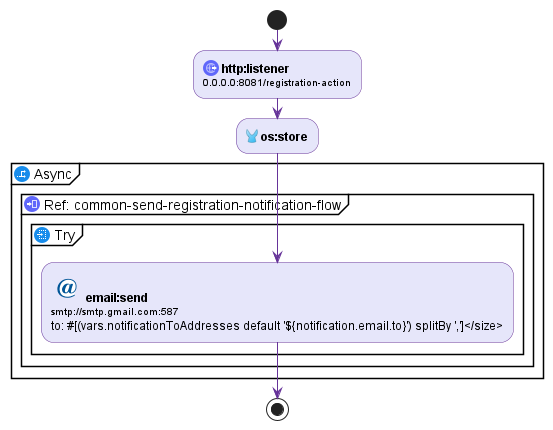 http:listener
0.0.0.0:8081/registration-action
os:store
Async
Ref: common-send-registration-notification-flow
Try
@
email:send
smtp://smtp.gmail.com:587
to: #[(vars.notificationToAddresses default '${notification.email.to}') splitBy ',']</size>